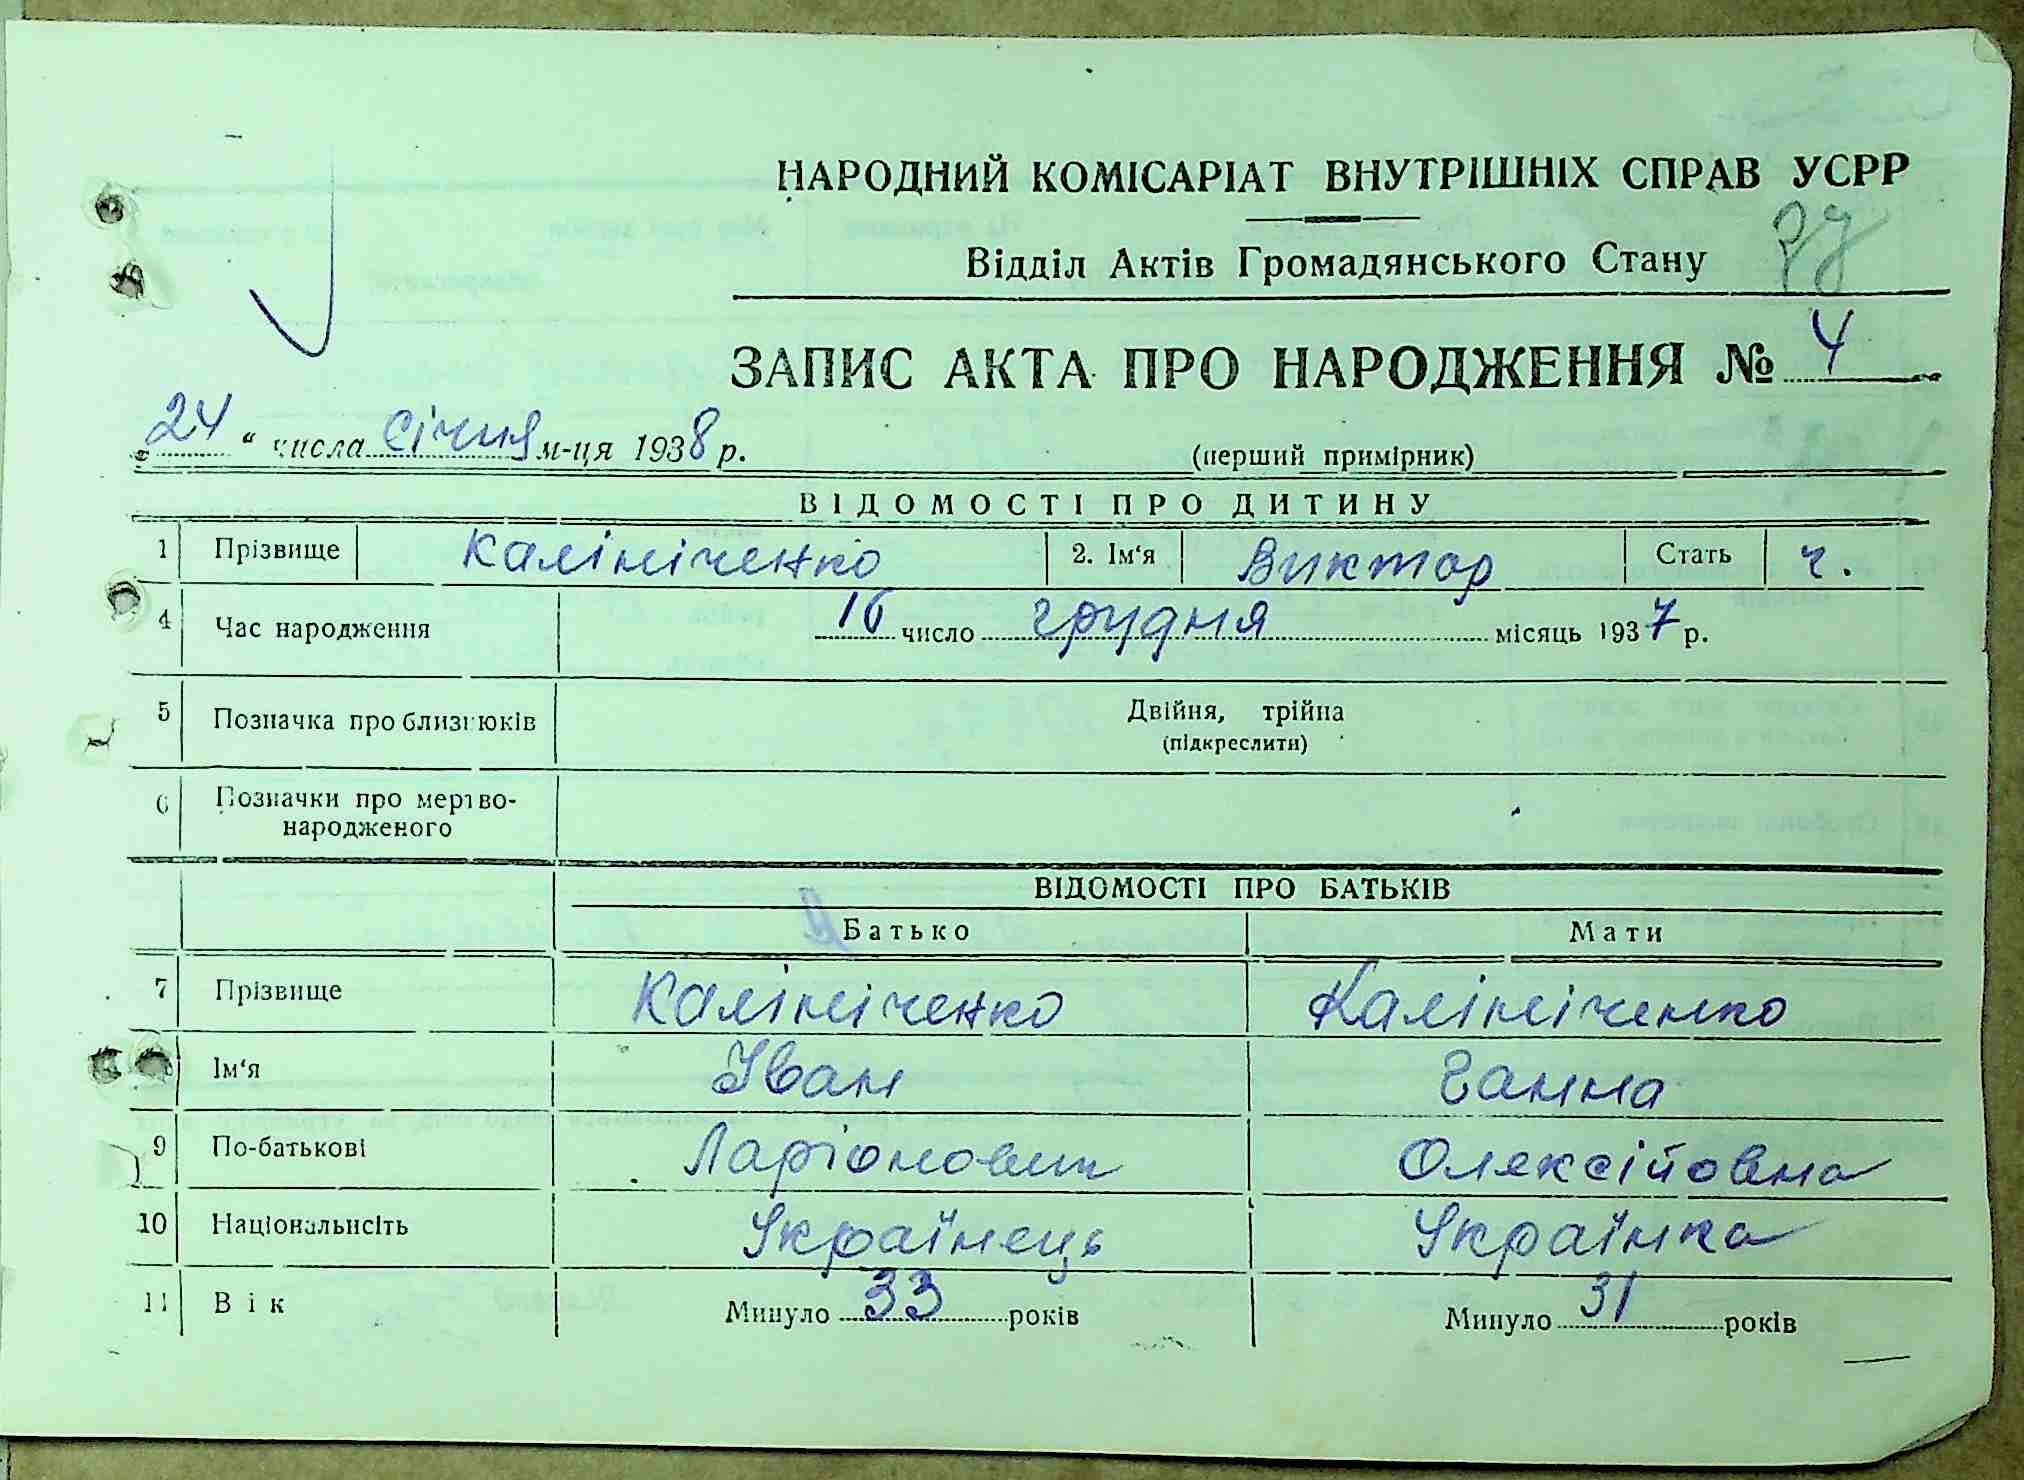 НАРОДНИЙ КОМІСАРІАТ ВНУТРІШНІХ СПРАВ УСРР
Відділ Актів Громадянського Стану
ЗАПИС АКТА ПРО НАРОДЖЕННЯ № 4
„ 24 “ числа січня м-ця 1938 р. (перший примірник)
ВІДОМОСТІ ПРО ДИТИНУ
1 Прізвище Калініченко 2. Ім‘я Виктор Стать ч.
4 Час народження 16 число грудня місяць 1937 р.
5 Позначка про близнюків Двійня, трійна
(підкреслити)
6 Позначки про мертво-
народженого
ВІДОМОСТІ ПРО БАТЬКІВ
Батько Мати
7 Прізвище Калініченко Калініченко
Ім‘я Іван Ганна
9 По-батькові Ларіонович Олексійовна
10 Національність Українець Українка
11 Вік Минуло 33 років Минуло 31 років